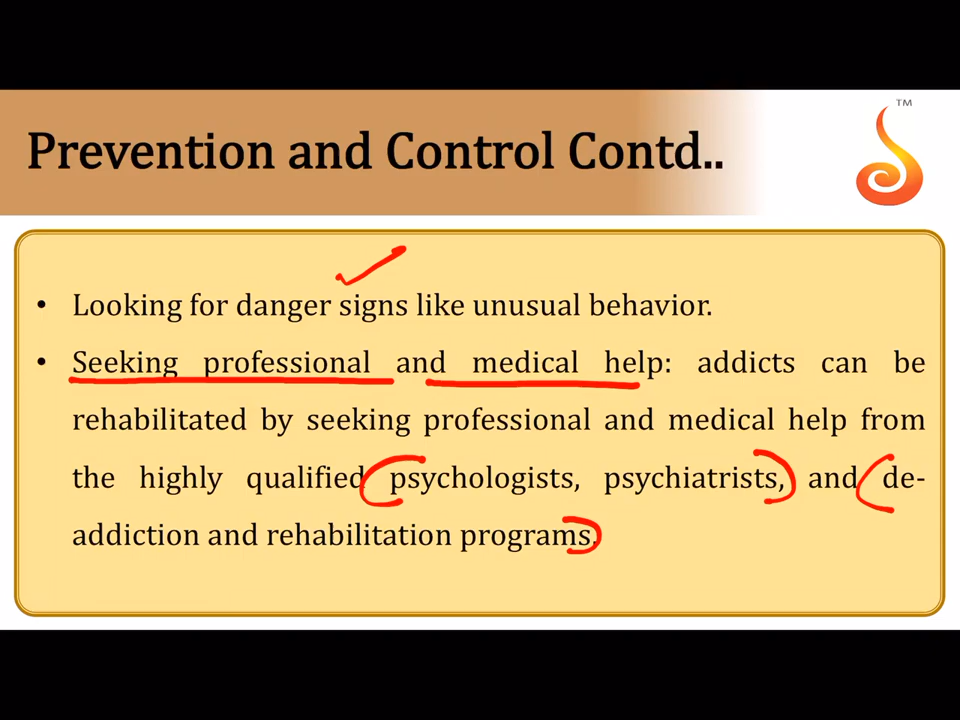 TM
Prevention and Control Contd..
• Looking for danger signs like unusual behavior.
• Seeking professional and medical help: addicts can be
rehabilitated by seeking professional and medical help from
the highly qualified psychologists, psychiatrists, and de-
addiction and rehabilitation programs.